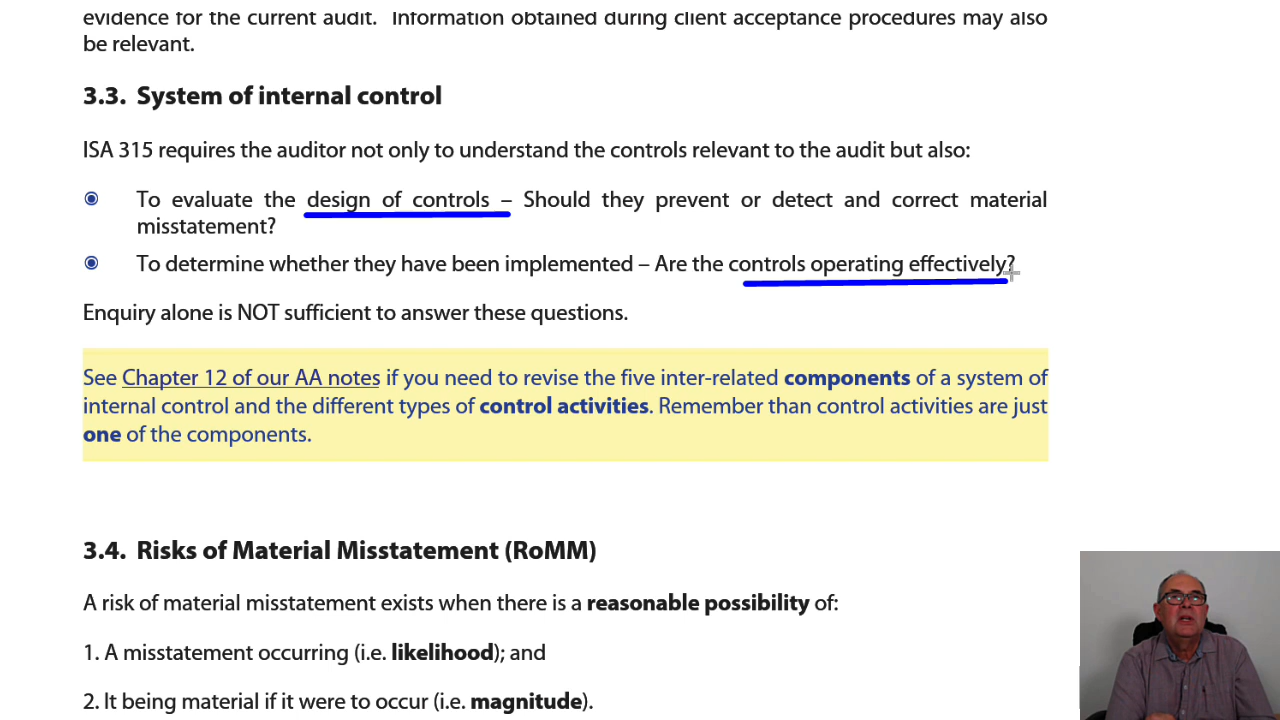 evidence for the current audit. Information obtained during client acceptance procedures may also
be relevant.
3.3. System of internal control
ISA 315 requires the auditor not only to understand the controls relevant to the audit but also:
To evaluate the design of controls – Should they prevent or detect and correct material
misstatement?
To determine whether they have been implemented – Are the controls operating effectively?
Enquiry alone is NOT sufficient to answer these questions.
See Chapter 12 of our AA notes if you need to revise the five inter-related components of a system of
internal control and the different types of control activities. Remember than control activities are just
one of the components.
3.4. Risks of Material Misstatement (RoMM)
A risk of material misstatement exists when there is a reasonable possibility of:
1. A misstatement occurring (i.e. likelihood); and
2. It being material if it were to occur (i.e. magnitude).